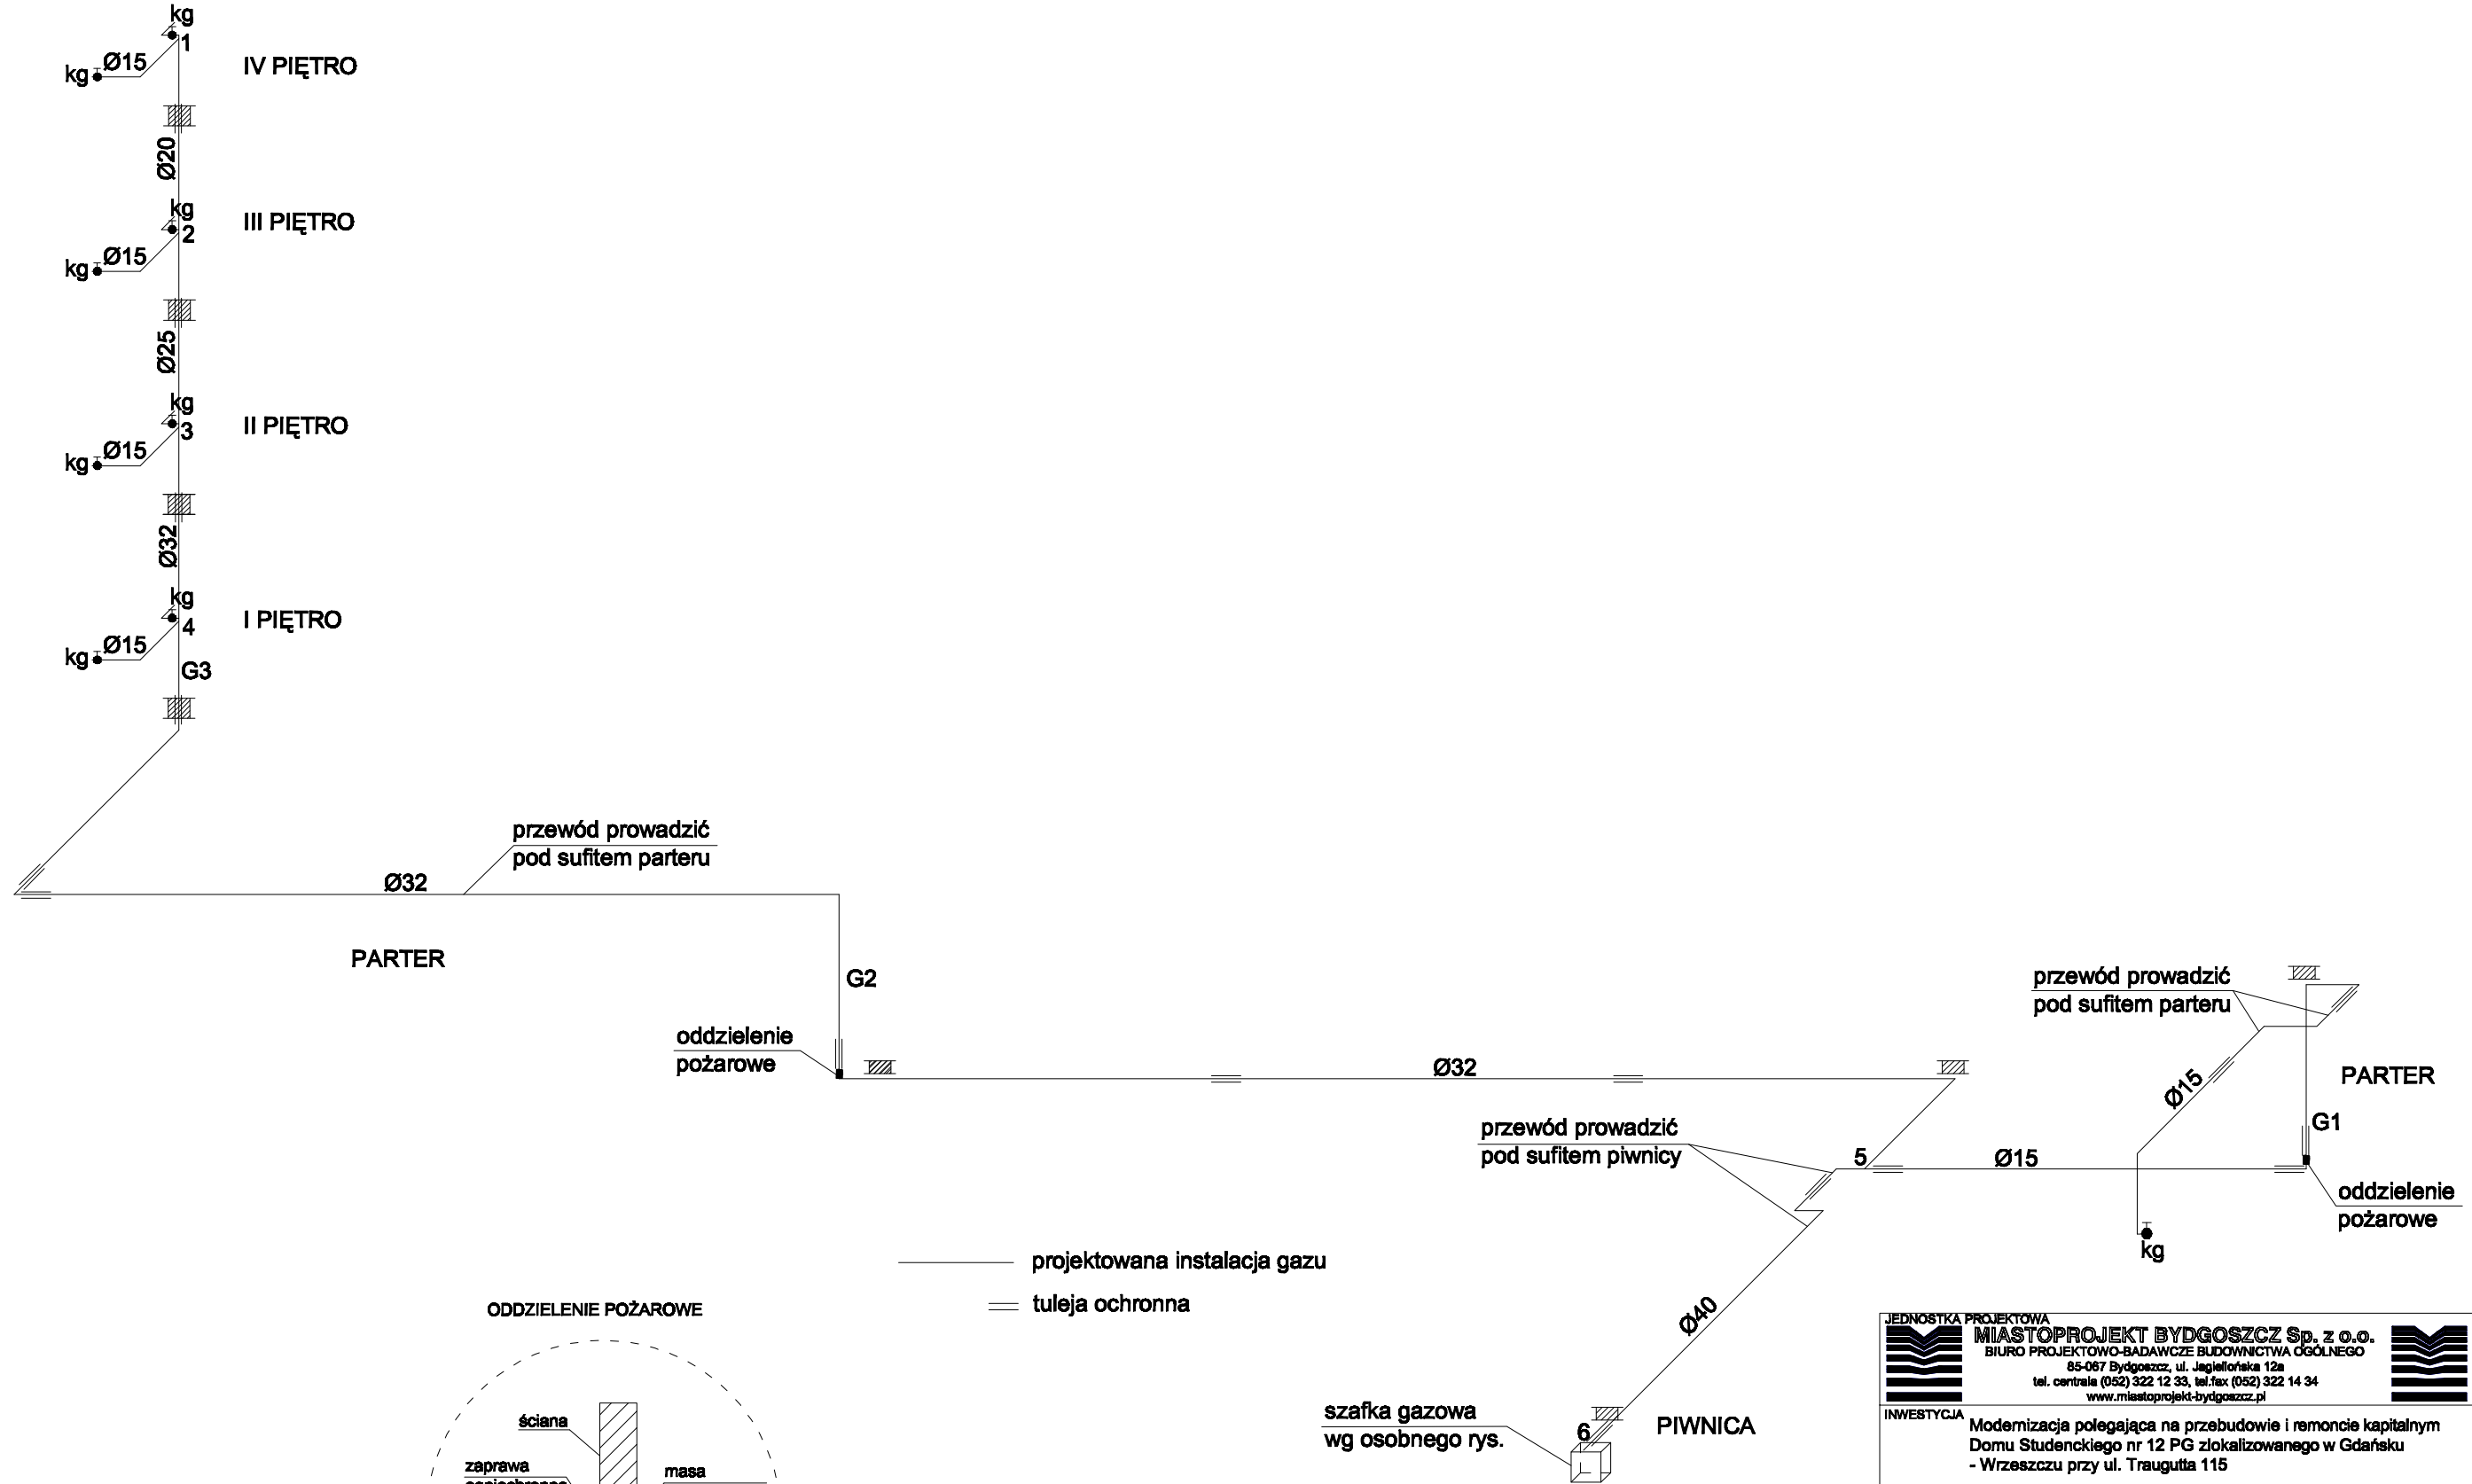 kg
1
kg Ø15
IV PIĘTRO
Ø20
kg
2
kg Ø15
III PIĘTRO
Ø25
kg
3
kg Ø15
II PIĘTRO
Ø32
kg
4
kg Ø15
I PIĘTRO
G3
przewód prowadzić
pod sufitem parteru
Ø32
PARTER
G2
oddzielenie
pożarowe
Ø32
przewód prowadzić
pod sufitem parteru
PARTER
Ø15
G1
przewód prowadzić
pod sufitem piwnicy
5
Ø15
oddzielenie
pożarowe
kg
projektowana instalacja gazu
tuleja ochronna
Ø40
ODDZIELENIE POŻAROWE
ściana
zaprawa
masa
szafka gazowa
wg osobnego rys.
6
PIWNICA
JEDNOSTKA PROJEKTOWA
MIASTOPROJEKT BYDGOSZCZ Sp. z o.o.
BIURO PROJEKTOWO-BADAWCZE BUDOWNICTWA OGÓLNEGO
85-067 Bydgoszcz, ul. Jagiellońska 12a
tel. centrala (052) 322 12 33, tel.fax (052) 322 14 34
www.miastoprojekt-bydgoszcz.pl
INWESTYCJA
Modernizacja polegająca na przebudowie i remoncie kapitalnym
Domu Studenckiego nr 12 PG zlokalizowanego w Gdańsku
- Wrzeszczu przy ul. Traugutta 115